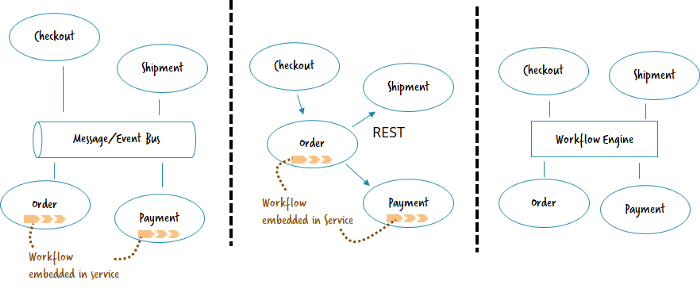 Checkout
Shipment
Message/Event Bus
Order
Payment
Workflow
embedded in service
Checkout
Shipment
Order
REST
Workflow
embedded in Service
Payment
Checkout
Shipment
Workflow Engine
Order
Payment